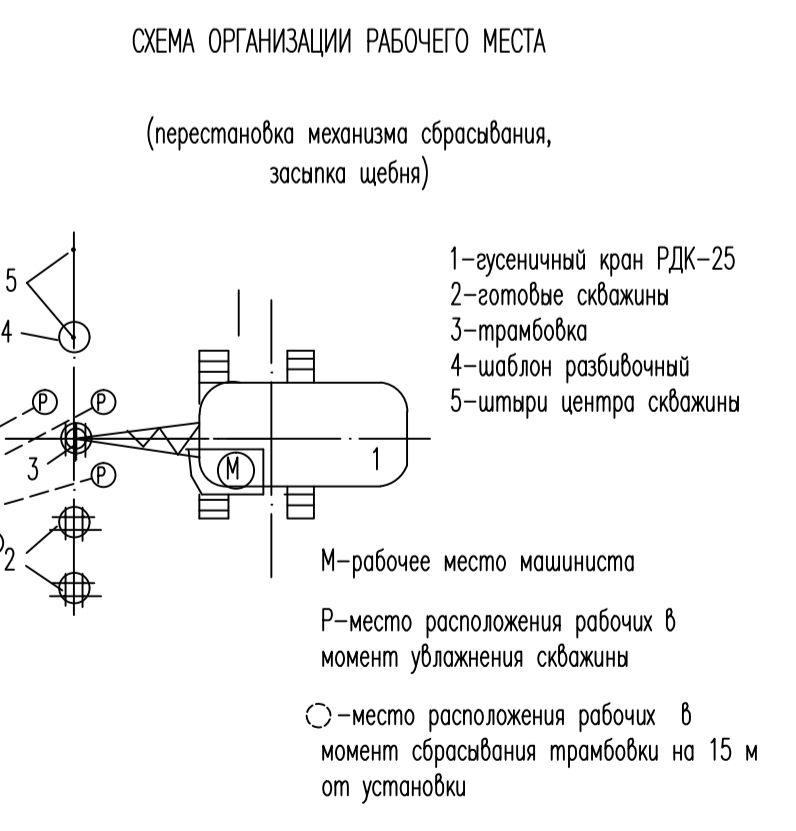 СХЕМА ОРГАНИЗАЦИИ РАБОЧЕГО МЕСТА
(перестановка механизма сбрасывания,
засыпка щебня)
1-гусеничный кран РДК-25
2-готовые скважины
3-трамбовка
4-шаблон разбивочный
5-штыри центра скважины
5
4
Р
Р
3
Р
М
1
2
М-рабочее место машиниста
Р-место расположения рабочих в
момент увлажнения скважины
-место расположения рабочих в
момент сбрасывания трамбовки на 15 м
от установки